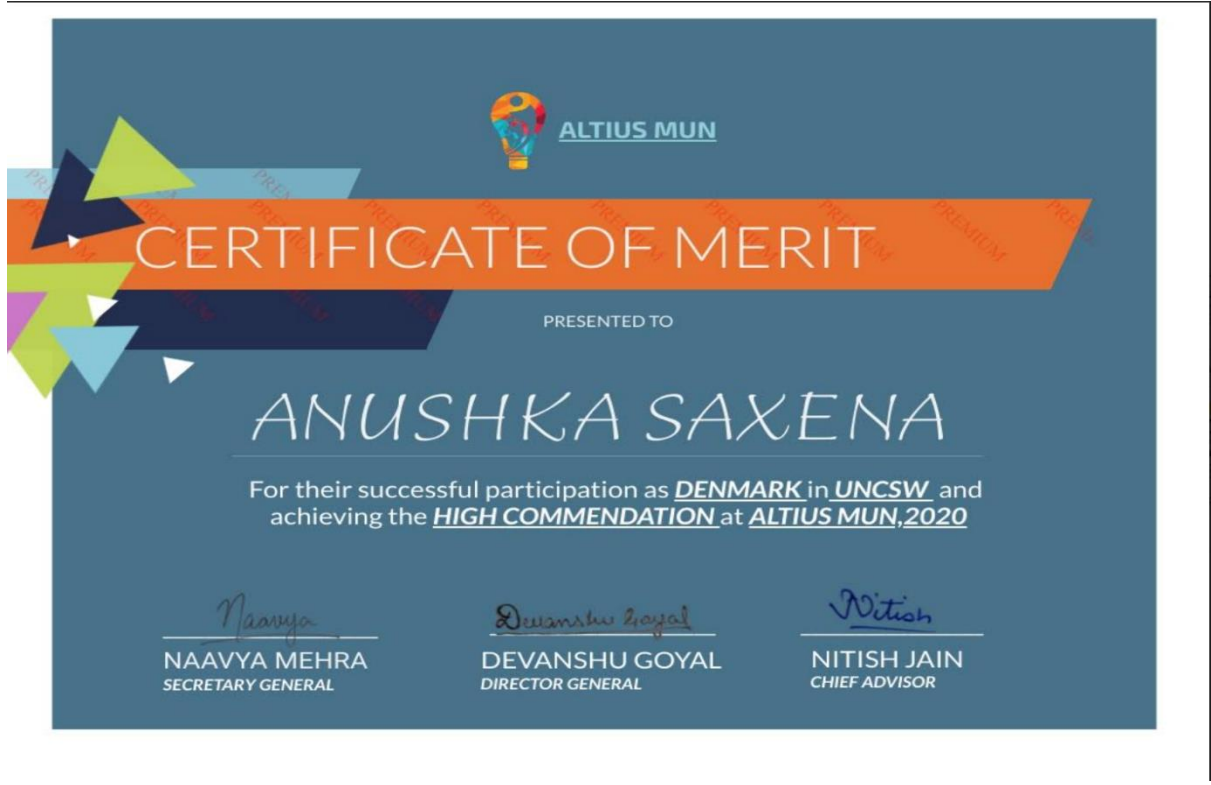 ALTIUS MUN
CERTIFICATE OF MERIT
PRESENTED TO
ANUSHKA SAXENA
For their successful participation as DENMARK in UNCSW and
achieving the HIGH COMMENDATION at ALTIUS MUN,2020
Naavya
Devanshu Goyal
Nitish
NAAVYA MEHRA
DEVANSHU GOYAL
NITISH JAIN
SECRETARY GENERAL
DIRECTOR GENERAL
CHIEF ADVISOR
PREMIUM